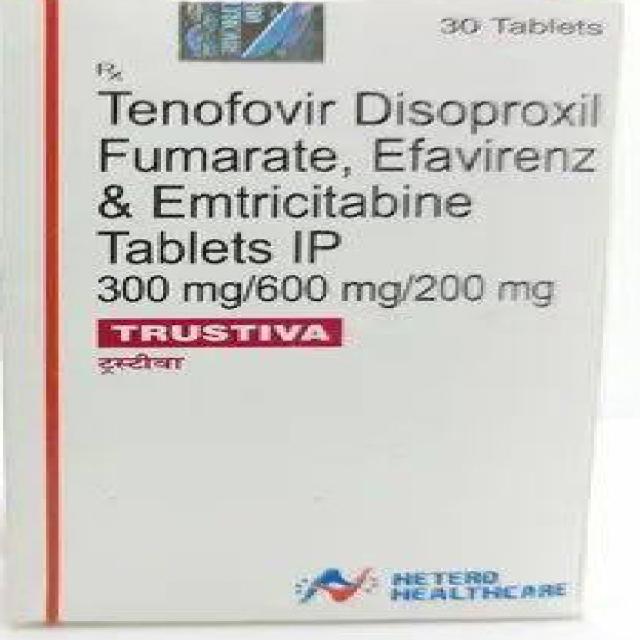 30 Tablets
Rx
Tenofovir Disoproxil
Fumarate, Efavirenz
& Emtricitabine
Tablets IP
300 mg/600 mg/200 mg
TRUSTIVA
ट्रस्टीवा
HETERO
HEALTHCARE